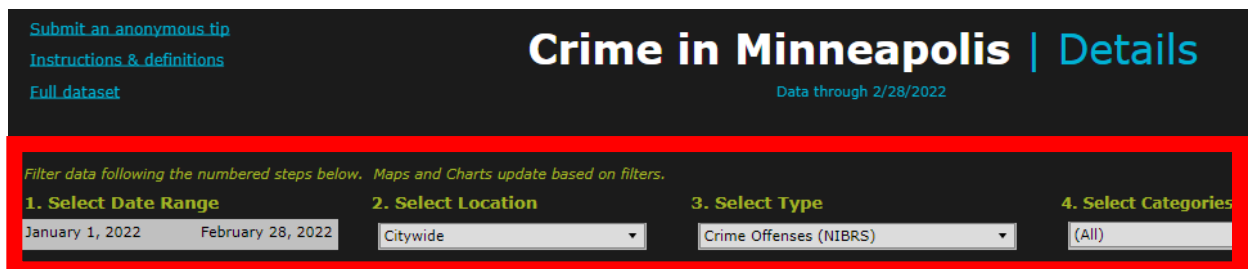 Submit an anonymous tip
Instructions & definitions
Full dataset
Crime in Minneapolis | Details
Data through 2/28/2022
Filter data following the numbered steps below. Maps and Charts update based on filters.
1. Select Date Range
January 1, 2022 February 28, 2022
2. Select Location
Citywide
3. Select Type
Crime Offenses (NIBRS)
4. Select Categories
(All)